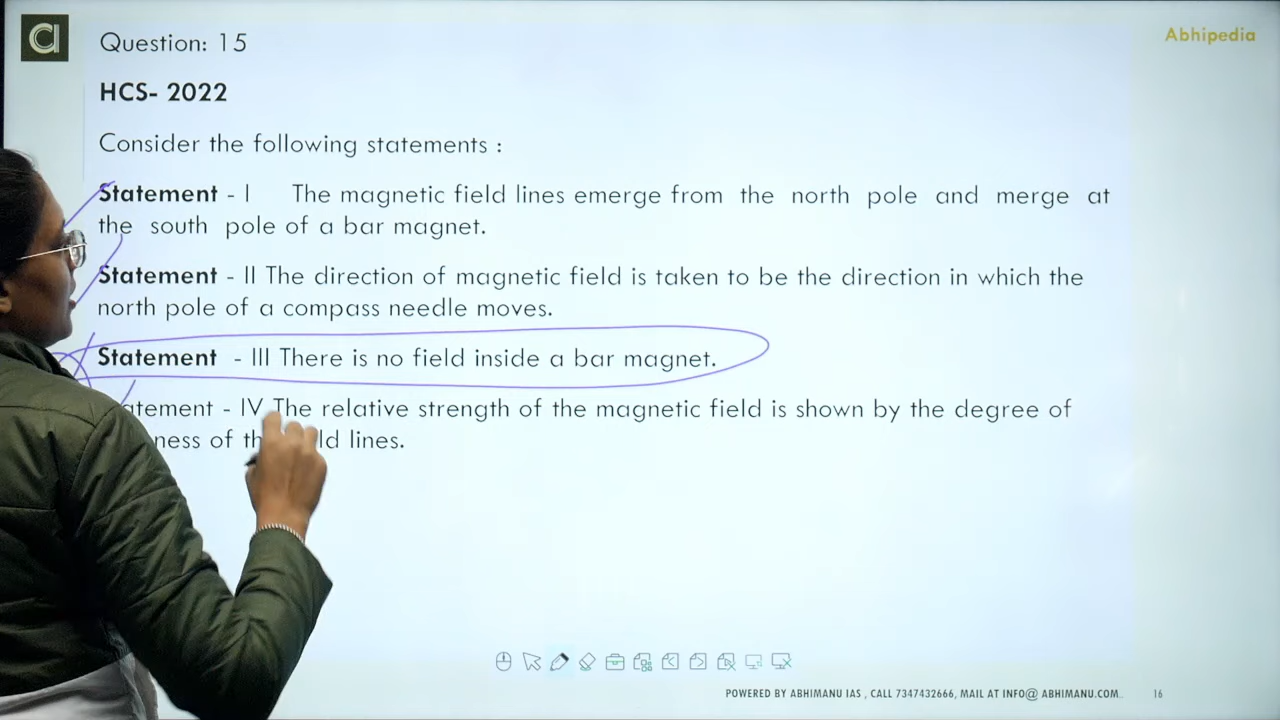 Question: 15
Abhipedia
HCS- 2022
Consider the following statements :
Statement - I The magnetic field lines emerge from the north pole and merge at
the south pole of a bar magnet.
Statement - II The direction of magnetic field is taken to be the direction in which the
north pole of a compass needle moves.
Statement - III There is no field inside a bar magnet.
atement - IV The relative strength of the magnetic field is shown by the degree of
ness of th ld lines.
POWERED BY ABHIMANU IAS , CALL 7347432666, MAIL AT INFO@ ABHIMANU.COM.. 16